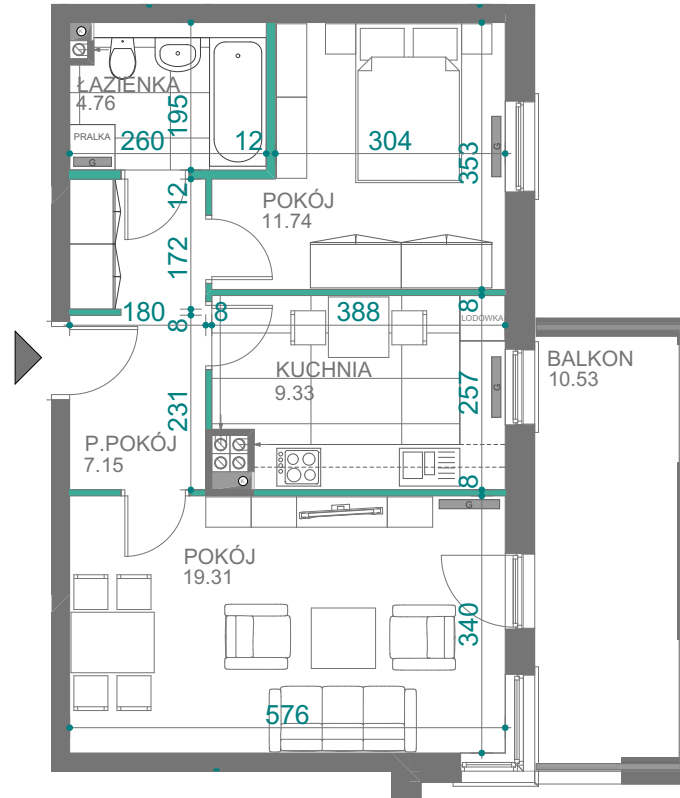 ŁAZIENKA
4.76
195
PRALKA
260
12
304
353
G
G
12
POKÓJ
11.74
172
180
8
8
388
8
LODÓWKA
BALKON
10.53
KUCHNIA
9.33
257
G
231
P.POKÓJ
7.15
8
G
POKÓJ
19.31
340
576